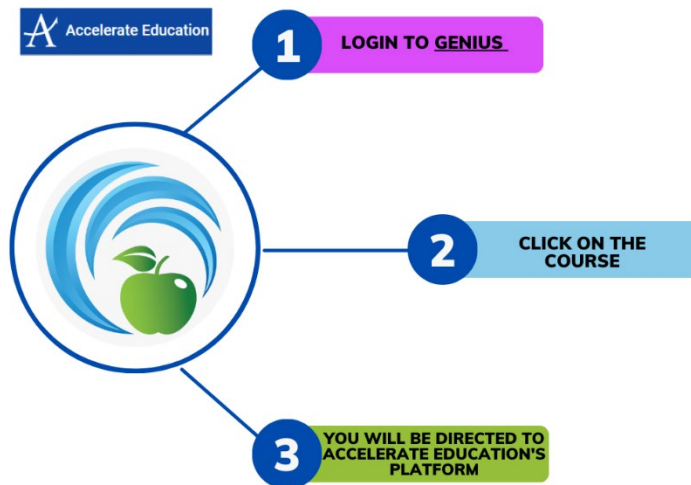 Accelerate Education
1
LOGIN TO GENIUS
2
CLICK ON THE
COURSE
3
YOU WILL BE DIRECTED TO
ACCELERATE EDUCATION'S
PLATFORM